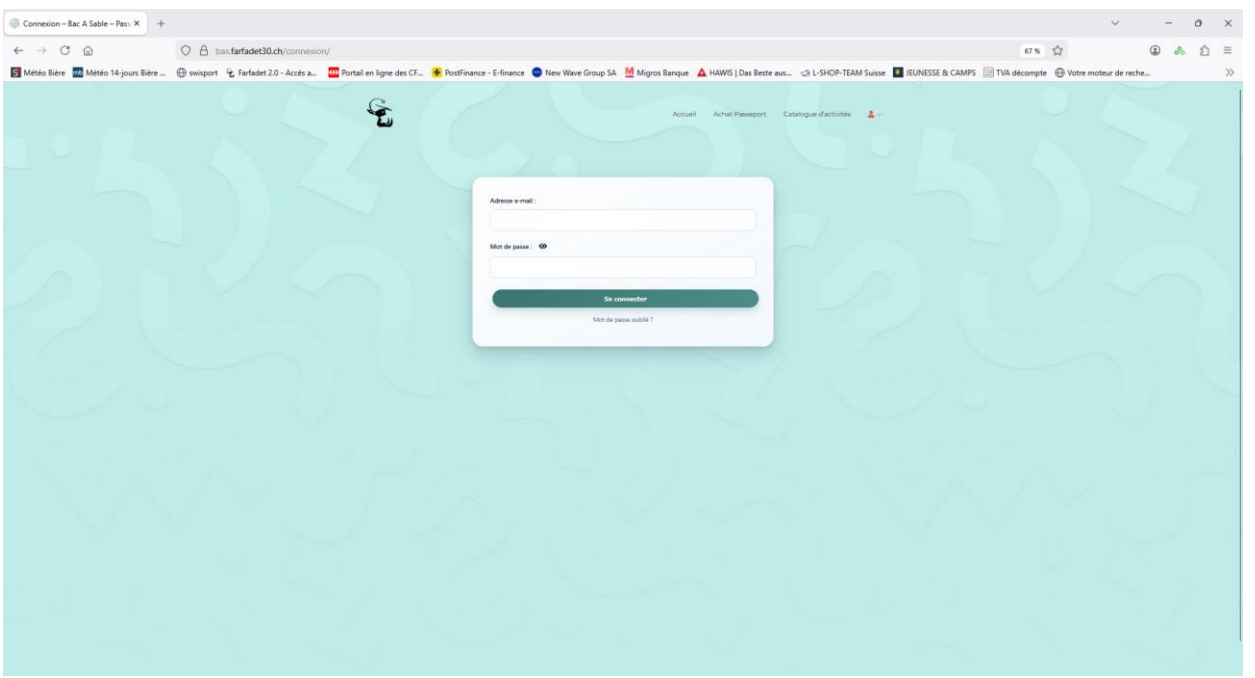 Connexion – Bac A Sable – Pass
bas.farfadet30.ch/connexion/
67 %
Météo Bière
Météo 14-jours Bière ...
swisport
Farfadet 2.0 - Accès a...
Portail en ligne des CF...
PostFinance - E-finance
New Wave Group SA
Migros Banque
HAWIS | Das Beste aus...
L-SHOP-TEAM Suisse
JEUNESSE & CAMPS
TVA décompte
Votre moteur de reche...
Accueil
Achat Passeport
Catalogue d'activités
Adresse e-mail :
Mot de passe :
Se connecter
Mot de passe oublié ?